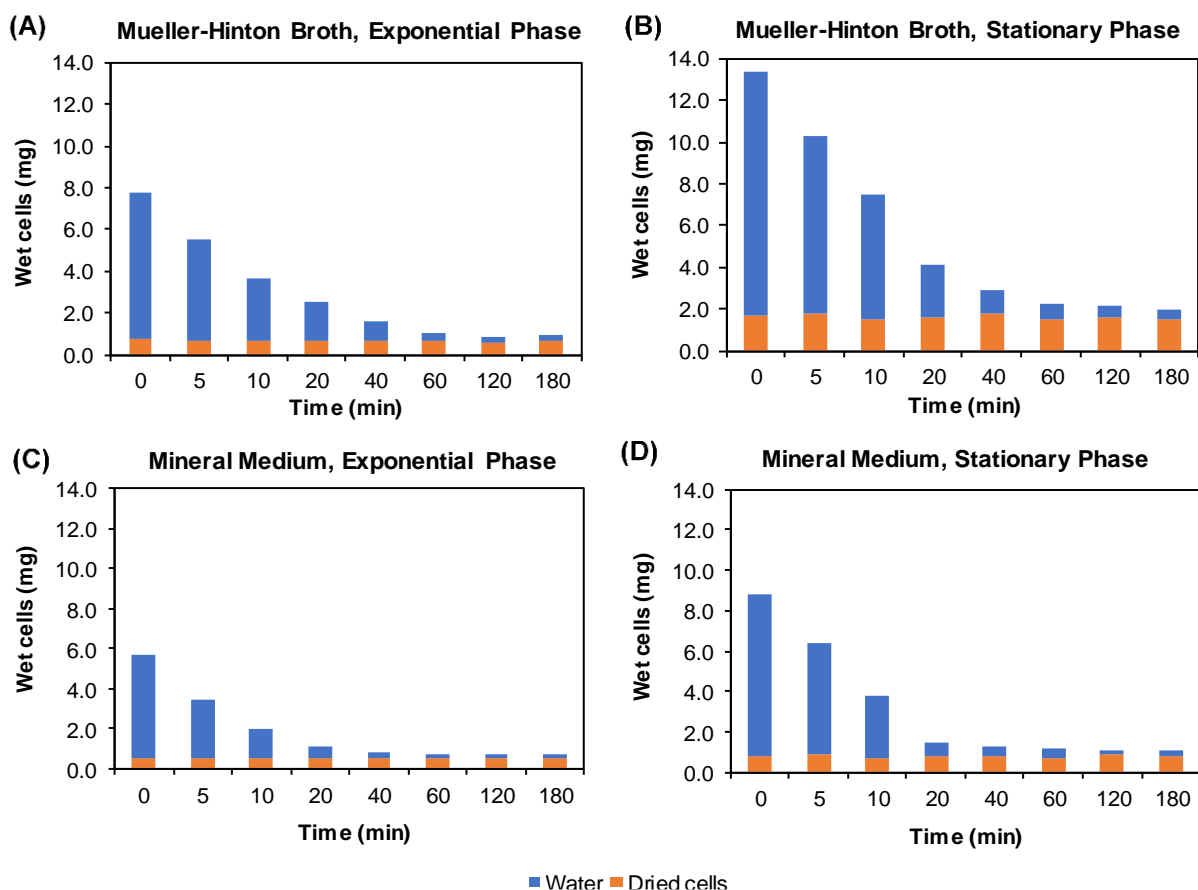 (A) Mueller-Hinton Broth, Exponential Phase
Wet cells (mg)
14.0
12.0
10.0
8.0
6.0
4.0
2.0
0.0
0 5 10 20 40 60 120 180
Time (min)
(B) Mueller-Hinton Broth, Stationary Phase
Wet cells (mg)
14.0
12.0
10.0
8.0
6.0
4.0
2.0
0.0
0 5 10 20 40 60 120 180
Time (min)
(C) Mineral Medium, Exponential Phase
Wet cells (mg)
14.0
12.0
10.0
8.0
6.0
4.0
2.0
0.0
0 5 10 20 40 60 120 180
Time (min)
(D) Mineral Medium, Stationary Phase
Wet cells (mg)
14.0
12.0
10.0
8.0
6.0
4.0
2.0
0.0
0 5 10 20 40 60 120 180
Time (min)
Water Dried cells